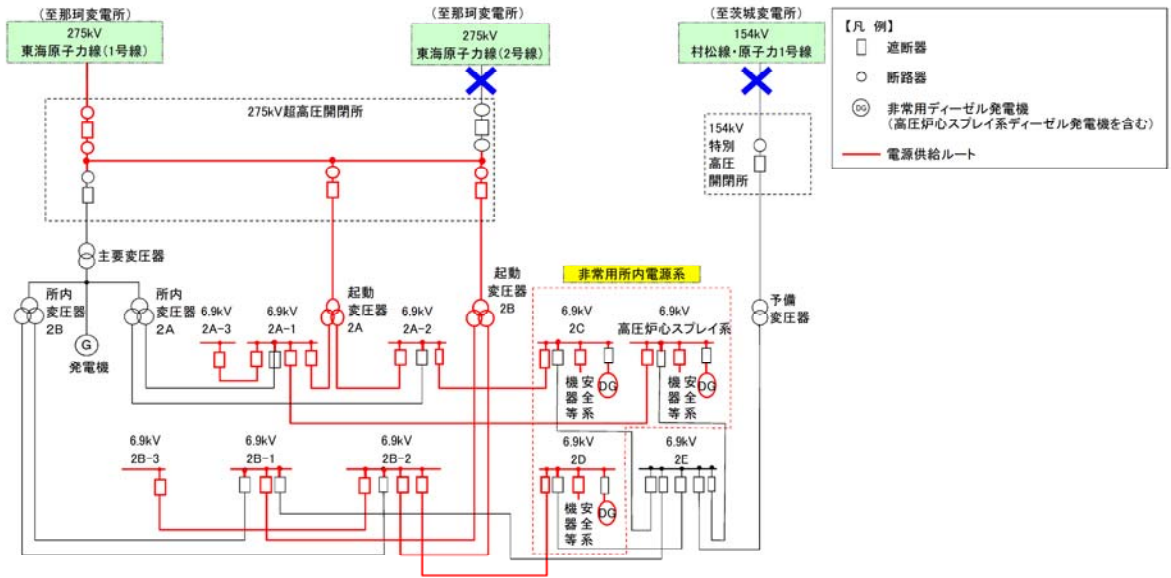 (至那珂変電所)
275kV
東海原子力線(1号線)
(至那珂変電所)
275kV
東海原子力線(2号線)
(至茨城変電所)
154kV
村松線・原子力1号線
【凡 例】
遮断器
断路器
DG
非常用ディーゼル発電機
(高圧炉心スプレイ系ディーゼル発電機を含む)
電源供給ルート
275kV超高圧開閉所
154kV
特別
高圧
開閉所
主要変圧器
所内
変圧器
2B
所内
変圧器
2A
G
発電機
6.9kV
2A-3
6.9kV
2A-1
起動
変圧器
2A
6.9kV
2A-2
起動
変圧器
2B
非常用所内電源系
6.9kV
2C
6.9kV
高圧炉心スプレイ系
予備
変圧器
安全系
機器等
DG
安全系
機器等
DG
6.9kV
2B-3
6.9kV
2B-1
6.9kV
2B-2
6.9kV
2D
6.9kV
2E
安全系
機器等
DG